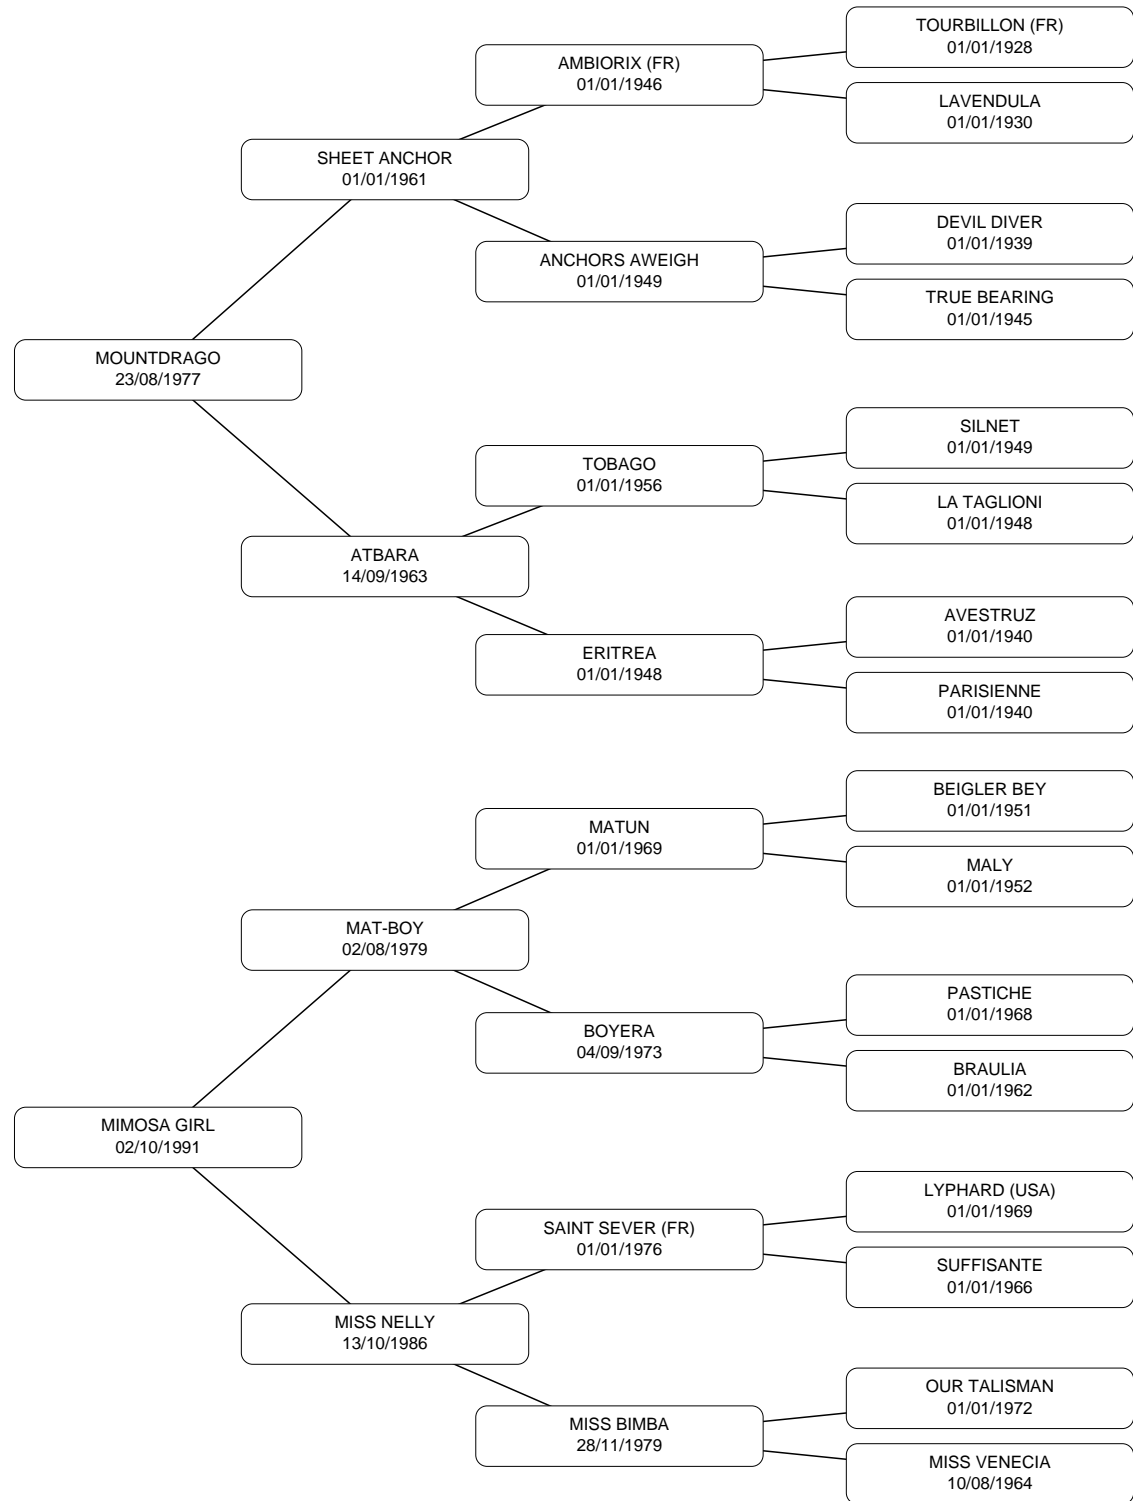 TOURBILLON (FR)
01/01/1928
AMBIORIX (FR)
01/01/1946
LAVENDULA
01/01/1930
SHEET ANCHOR
01/01/1961
DEVIL DIVER
01/01/1939
ANCHORS AWEIGH
01/01/1949
TRUE BEARING
01/01/1945
MOUNTDRAGO
23/08/1977
SILNET
01/01/1949
TOBAGO
01/01/1956
LA TAGLIONI
01/01/1948
ATBARA
14/09/1963
AVESTRUZ
01/01/1940
ERITREA
01/01/1948
PARISIENNE
01/01/1940
BEIGLER BEY
01/01/1951
MATUN
01/01/1969
MALY
01/01/1952
MAT-BOY
02/08/1979
PASTICHE
01/01/1968
BOYERA
04/09/1973
BRAULIA
01/01/1962
MIMOSA GIRL
02/10/1991
LYPHARD (USA)
01/01/1969
SAINT SEVER (FR)
01/01/1976
SUFFISANTE
01/01/1966
MISS NELLY
13/10/1986
OUR TALISMAN
01/01/1972
MISS BIMBA
28/11/1979
MISS VENECIA
10/08/1964